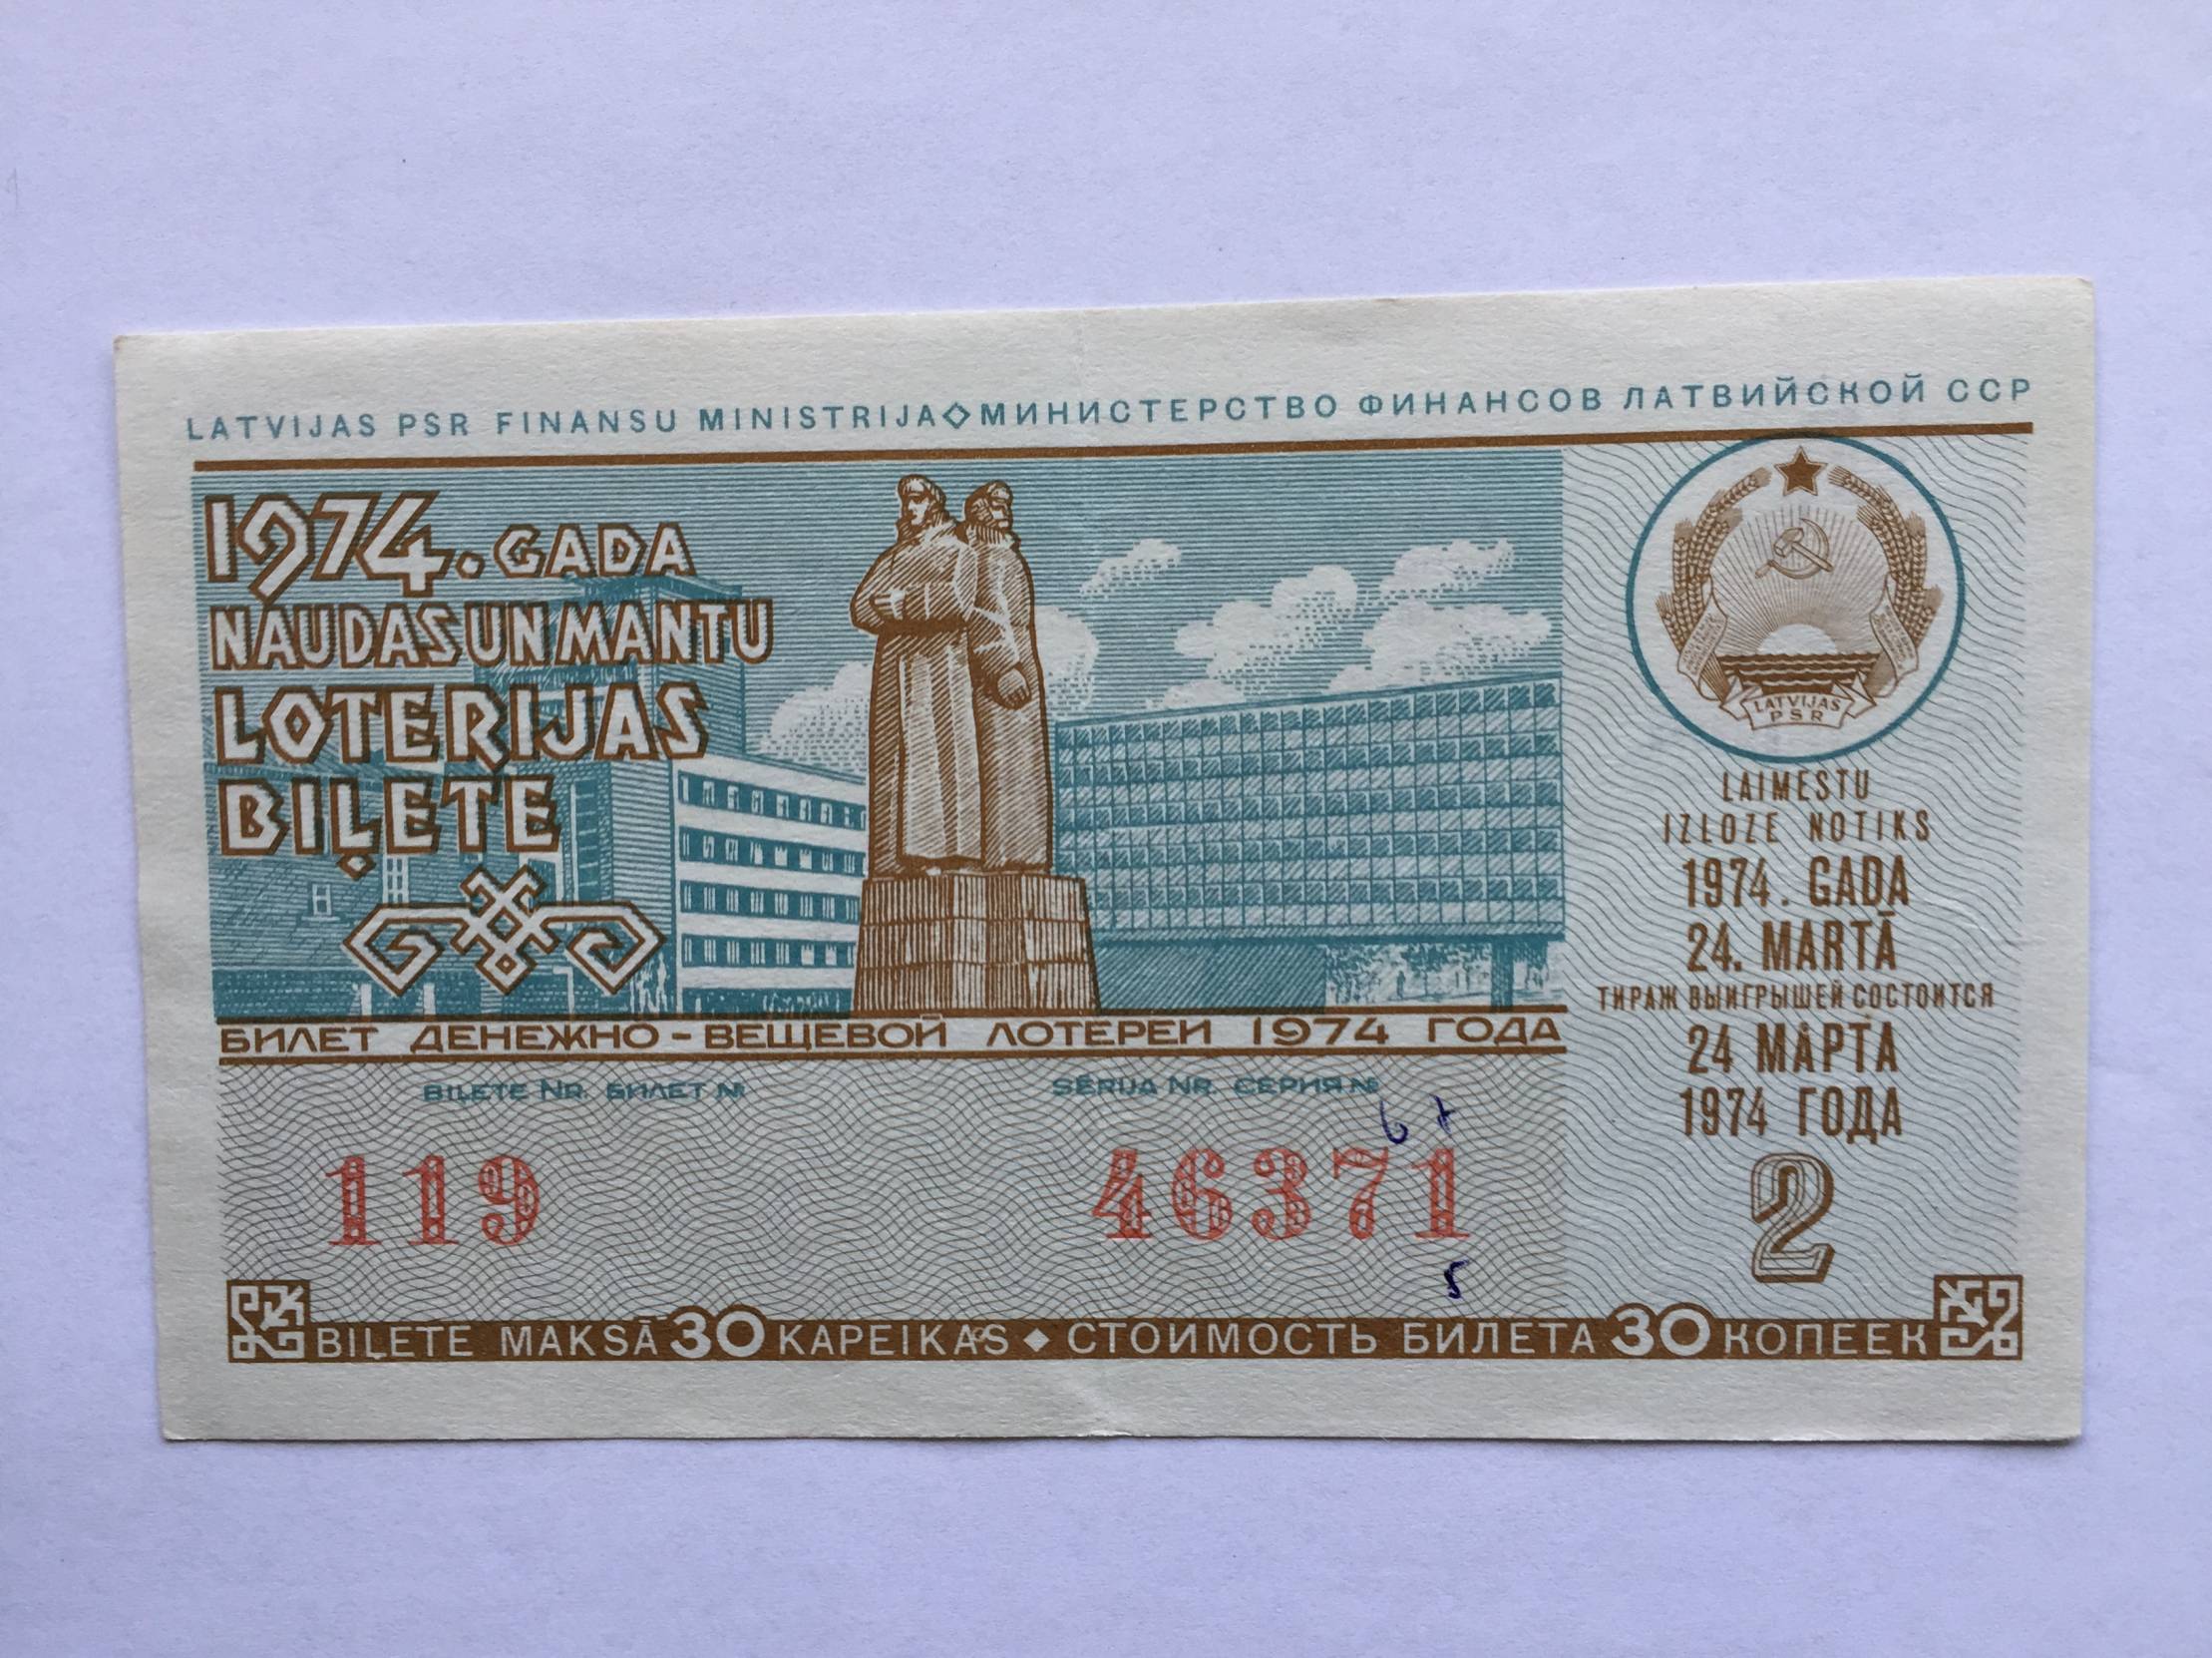 LATVIJAS PSR FINANSU MINISTRIJA◇МИНИСТЕРСТВО ФИНАНСОВ ЛАТВИЙСКОЙ ССР
1974. GADA
NAUDAS UN MANTU
LOTERIJAS
BIĻETE
LATVIJAS
PSR
LAIMESTU
IZLOZE NOTIKS
1974. GADA
24. MARTĀ
ТИРАЖ ВЫИГРЫШЕЙ СОСТОИТСЯ
24 МАРТА
1974 ГОДА
2
БИЛЕТ ДЕНЕЖНО-ВЕЩЕВОЙ ЛОТЕРЕИ 1974 ГОДА
BIĻETE NR. БИЛЕТ № SĒRIJA NR. СЕРИЯ №
119 46371
5
BIĻETE MAKSĀ 30 KAPEIKAS ◆ СТОИМОСТЬ БИЛЕТА 30 КОПЕЕК